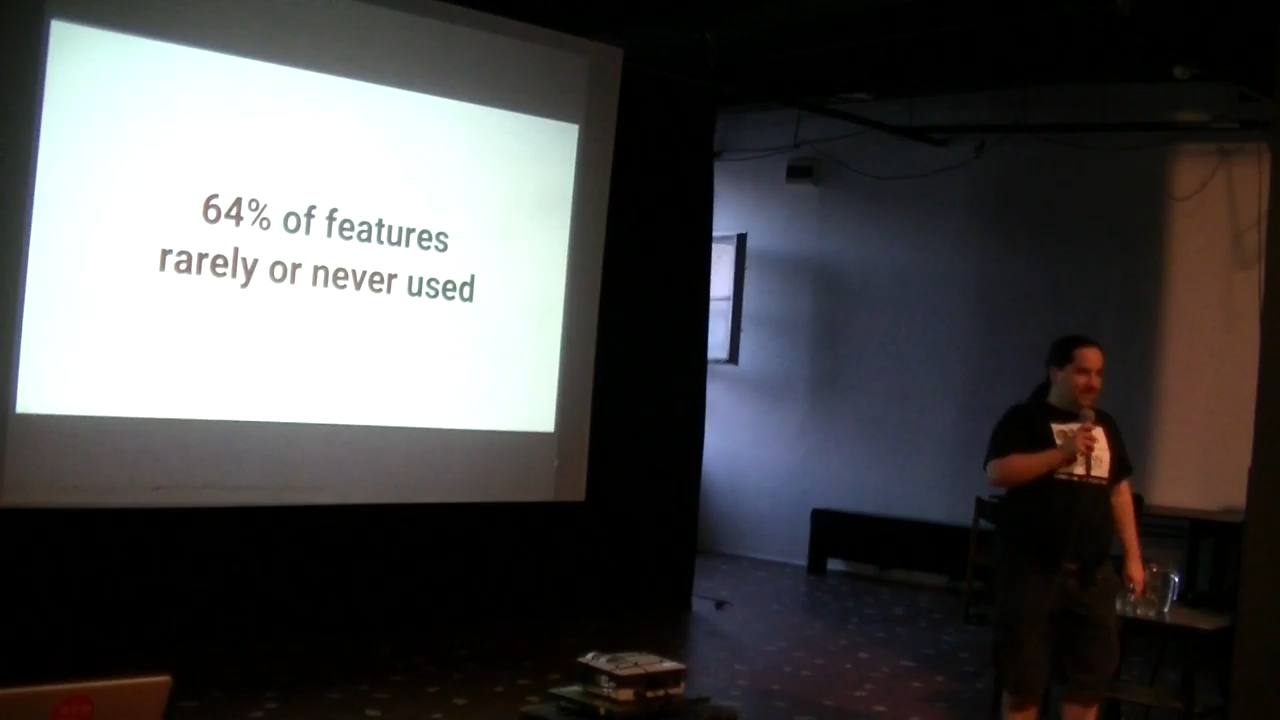 64% of features
rarely or never used